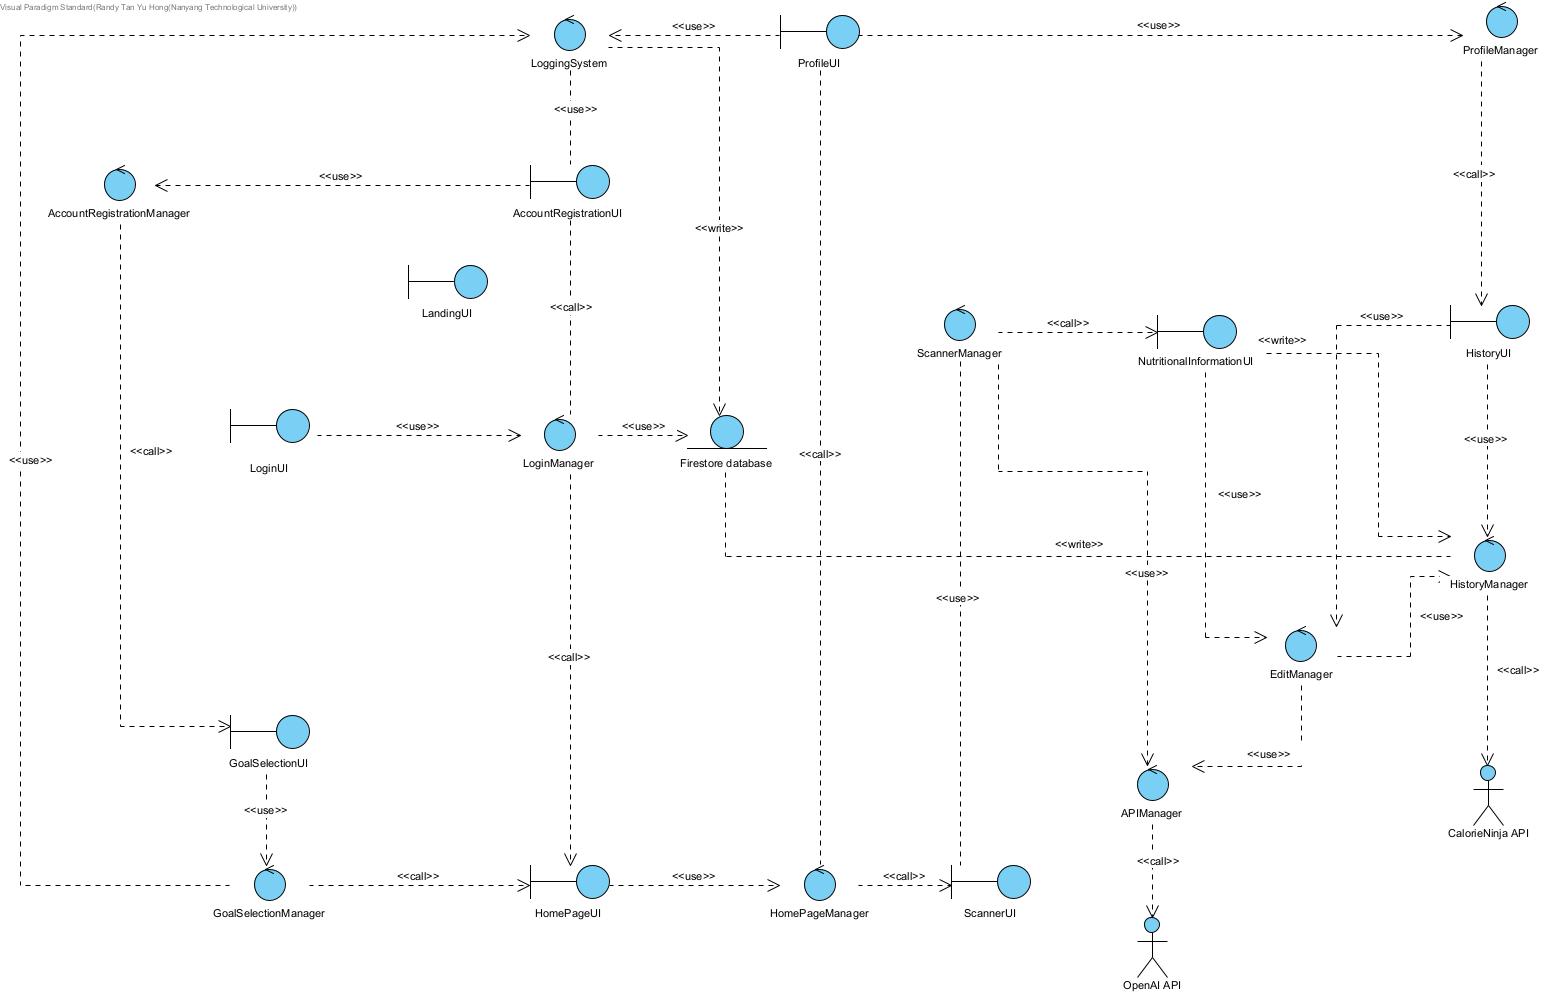 Visual Paradigm Standard(Randy Tan Yu Hong(Nanyang Technological University))
<<use>>
<<use>>
LoggingSystem
ProfileUI
ProfileManager
<<use>>
<<use>>
<<call>>
AccountRegistrationManager
AccountRegistrationUI
<<write>>
LandingUI
<<call>>
<<use>>
<<call>>
<<write>>
ScannerManager
NutritionalInformationUI
HistoryUI
<<use>>
<<use>>
<<use>>
<<call>>
<<call>>
<<use>>
LoginUI
LoginManager
Firestore database
<<use>>
<<write>>
<<use>>
HistoryManager
<<use>>
<<use>>
<<call>>
<<call>>
EditManager
<<use>>
GoalSelectionUI
<<use>>
APIManager
CalorieNinja API
<<call>>
<<call>>
<<use>>
<<call>>
GoalSelectionManager
HomePageUI
HomePageManager
ScannerUI
OpenAI API